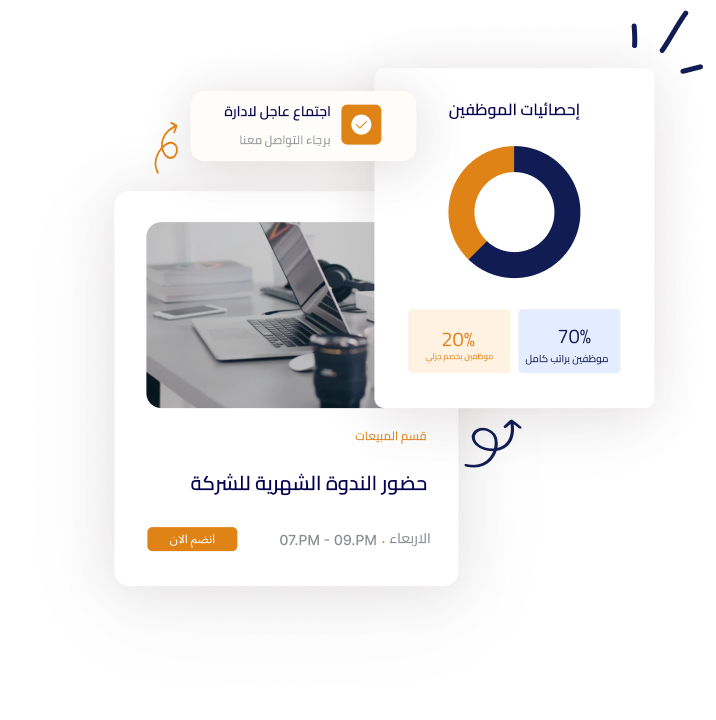 إحصائيات الموظفين
اجتماع عاجل لادارة
برجاء التواصل معنا
70%
موظفين براتب كامل
20%
موظفين بخصم جزئي
قسم المبيعات
حضور الندوة الشهرية للشركة
الاربعاء · 07.PM - 09.PM
انضم الان